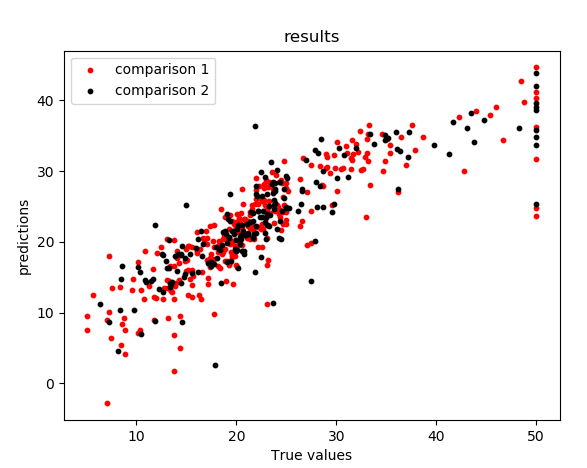 results
comparison 1
comparison 2
40
30
20
10
0
predictions
10 20 30 40 50
True values